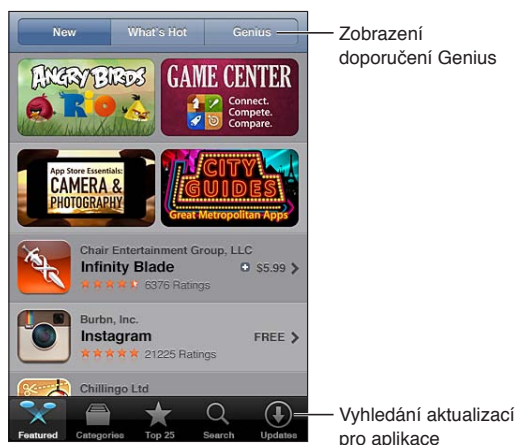 New What's Hot Genius
Zobrazení
doporučení Genius
ANGRY BIRDS
RIO
GAME CENTER
Connect.
Compete.
Compare.
App Store Essentials:
CAMERA &
PHOTOGRAPHY
CITY
GUIDES
Great Metropolitan Apps
Chair Entertainment Group, LLC
Infinity Blade
$5.99
6376 Ratings
Burbn, Inc.
Instagram
FREE
21225 Ratings
Chillingo Ltd
Featured Categories Top 25 Search Updates
Vyhledání aktualizací
pro aplikace